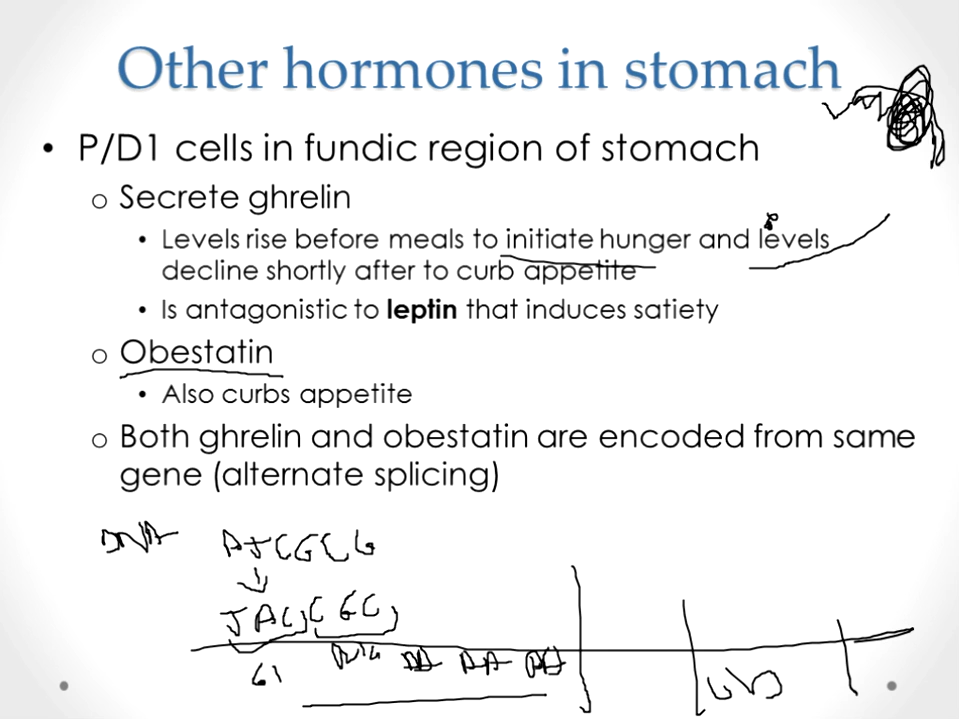 Other hormones in stomach
• P/D1 cells in fundic region of stomach
o Secrete ghrelin
• Levels rise before meals to initiate hunger and levels
decline shortly after to curb appetite
• Is antagonistic to leptin that induces satiety
o Obestatin
• Also curbs appetite
o Both ghrelin and obestatin are encoded from same
gene (alternate splicing)
DNA